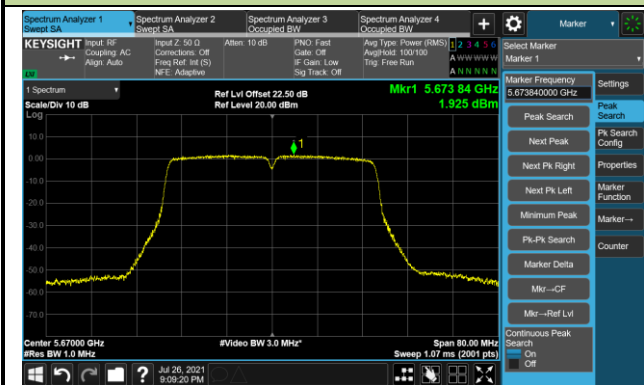 Spectrum Analyzer 1
Swept SA
Spectrum Analyzer 2
Swept SA
Spectrum Analyzer 3
Occupied BW
Spectrum Analyzer 4
Occupied BW
+
Marker
KEYSIGHT
Input: RF
Coupling: AC
Align: Auto
Input Z: 50 Ω
Corrections: Off
Freq Ref: Int (S)
NFE: Adaptive
Atten: 10 dB
PNO: Fast
Gate: Off
IF Gain: Low
Sig Track: Off
Avg Type: Power (RMS)
Avg|Hold: 100/100
Trig: Free Run
1 2 3 4 5 6
A W W W W W
A N N N N N
Select Marker
Marker 1
1 Spectrum
Scale/Div 10 dB
Log
Ref Lvl Offset 22.50 dB
Ref Level 20.00 dBm
Mkr1 5.673 84 GHz
1.925 dBm
10.0
0.00
-10.0
-20.0
-30.0
-40.0
-50.0
-60.0
-70.0
1
Center 5.67000 GHz
#Res BW 1.0 MHz
#Video BW 3.0 MHz*
Span 80.00 MHz
Sweep 1.07 ms (2001 pts)
Marker Frequency
5.673840000 GHz
Peak Search
Next Peak
Next Pk Right
Next Pk Left
Minimum Peak
Pk-Pk Search
Marker Delta
Mkr→CF
Mkr→Ref Lvl
Continuous Peak
Search
On
Off
Settings
Peak
Search
Pk Search
Config
Properties
Marker
Function
Marker→
Counter
?
Jul 26, 2021
9:09:20 PM